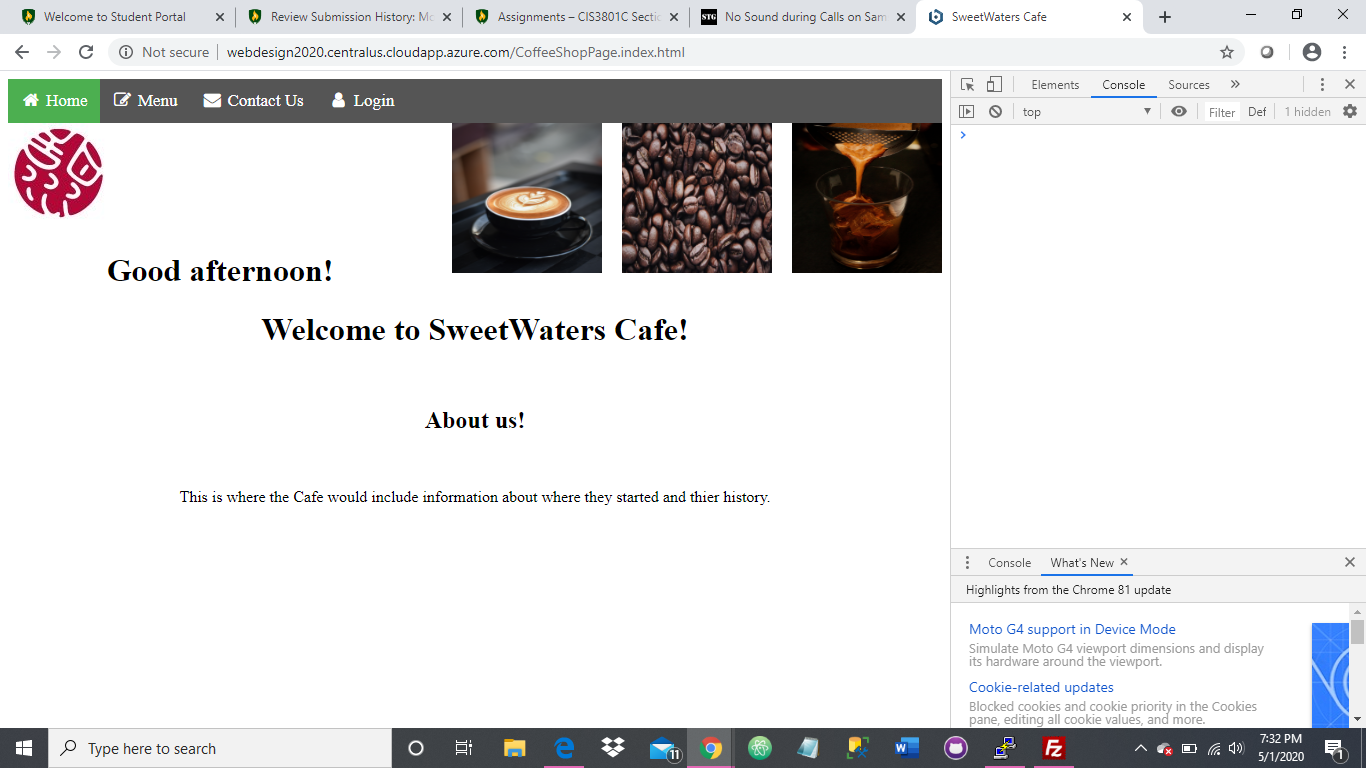 Welcome to Student Portal
Review Submission History: Mo
Assignments – CIS3801C Sectio
STG No Sound during Calls on Sam
SweetWaters Cafe
Not secure webdesign2020.centralus.cloudapp.azure.com/CoffeeShopPage.index.html
Home Menu Contact Us Login
Good afternoon!
Welcome to SweetWaters Cafe!
About us!
This is where the Cafe would include information about where they started and thier history.
Elements Console Sources
top Filter Def 1 hidden
Console What's New
Highlights from the Chrome 81 update
Moto G4 support in Device Mode
Simulate Moto G4 viewport dimensions and display
its hardware around the viewport.
Cookie-related updates
Blocked cookies and cookie priority in the Cookies
pane, editing all cookie values, and more.
Type here to search
11
7:32 PM
5/1/2020
1